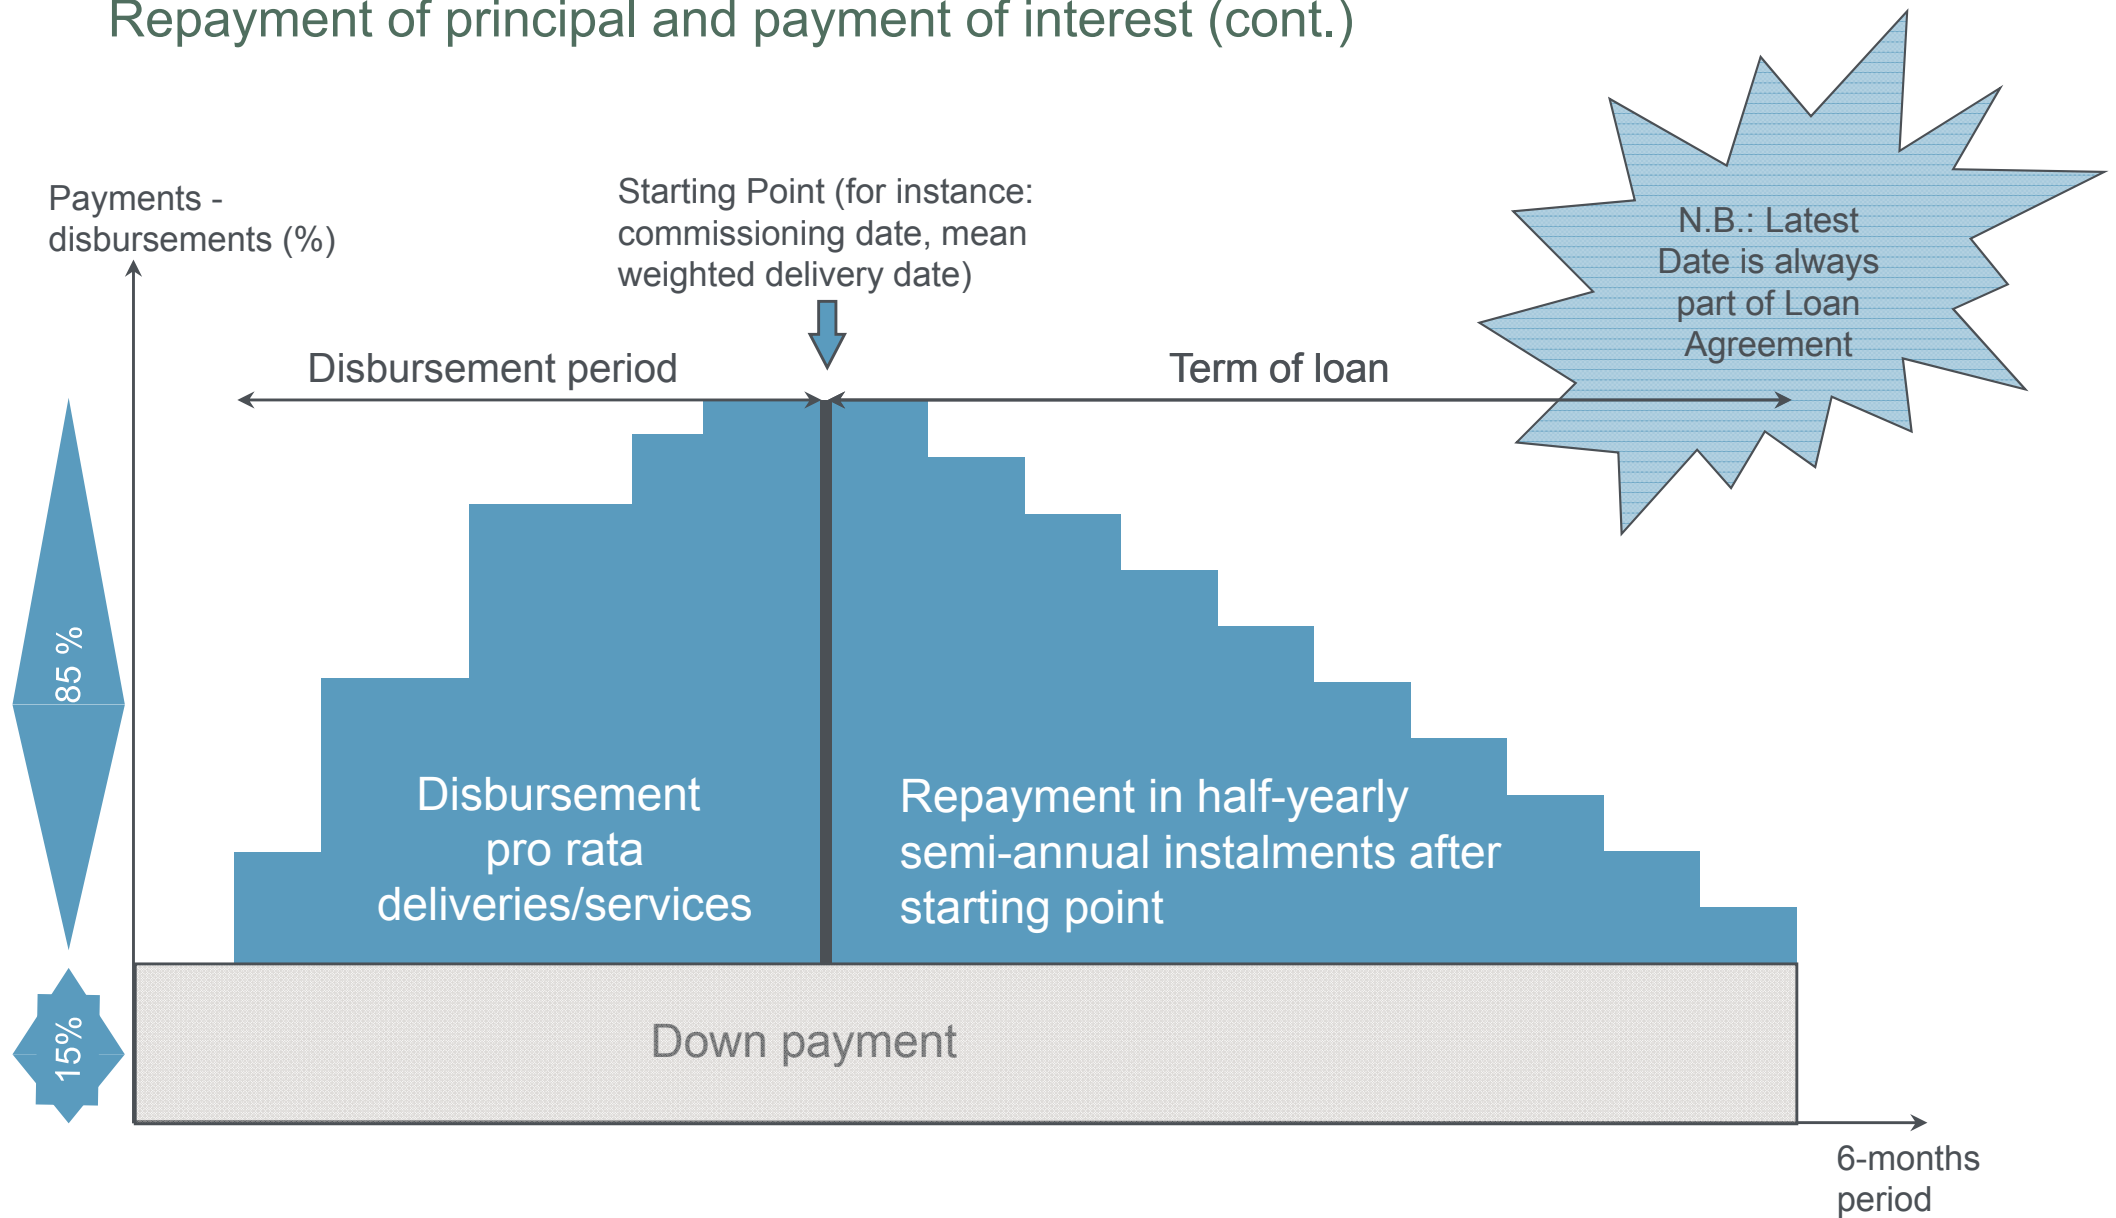 Repayment of principal and payment of interest (cont.)
Payments -
disbursements (%)
Starting Point (for instance:
commissioning date, mean
weighted delivery date)
N.B.: Latest
Date is always
part of Loan
Agreement
Disbursement period
Term of loan
85 %
Disbursement
pro rata
deliveries/services
Repayment in half-yearly
semi-annual instalments after
starting point
15%
Down payment
6-months
period